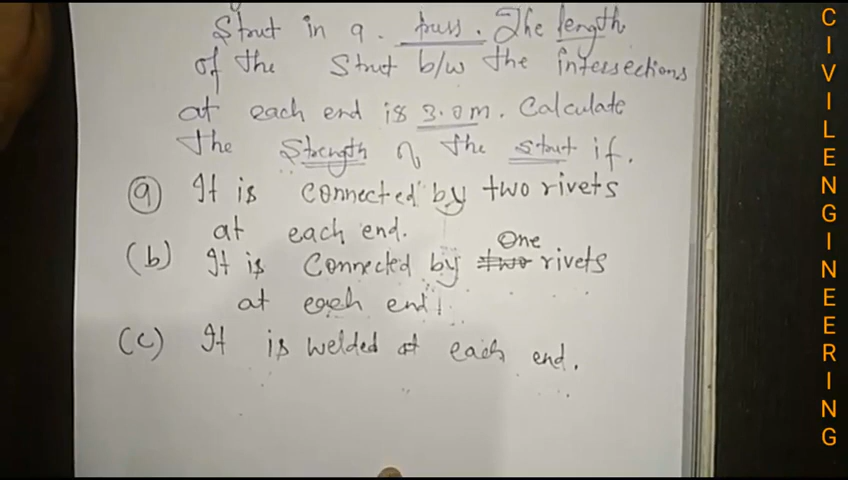 Strut in a. truss. The length
of the Strut b/w the intersections
at each end is 3.0m. Calculate
the Strength of the strut if.
(a) It is Connected by two rivets
at each end.
(b) It is Connected by One rivets
at each end.
(c) It is welded at each end.
CIVILENGINEERING